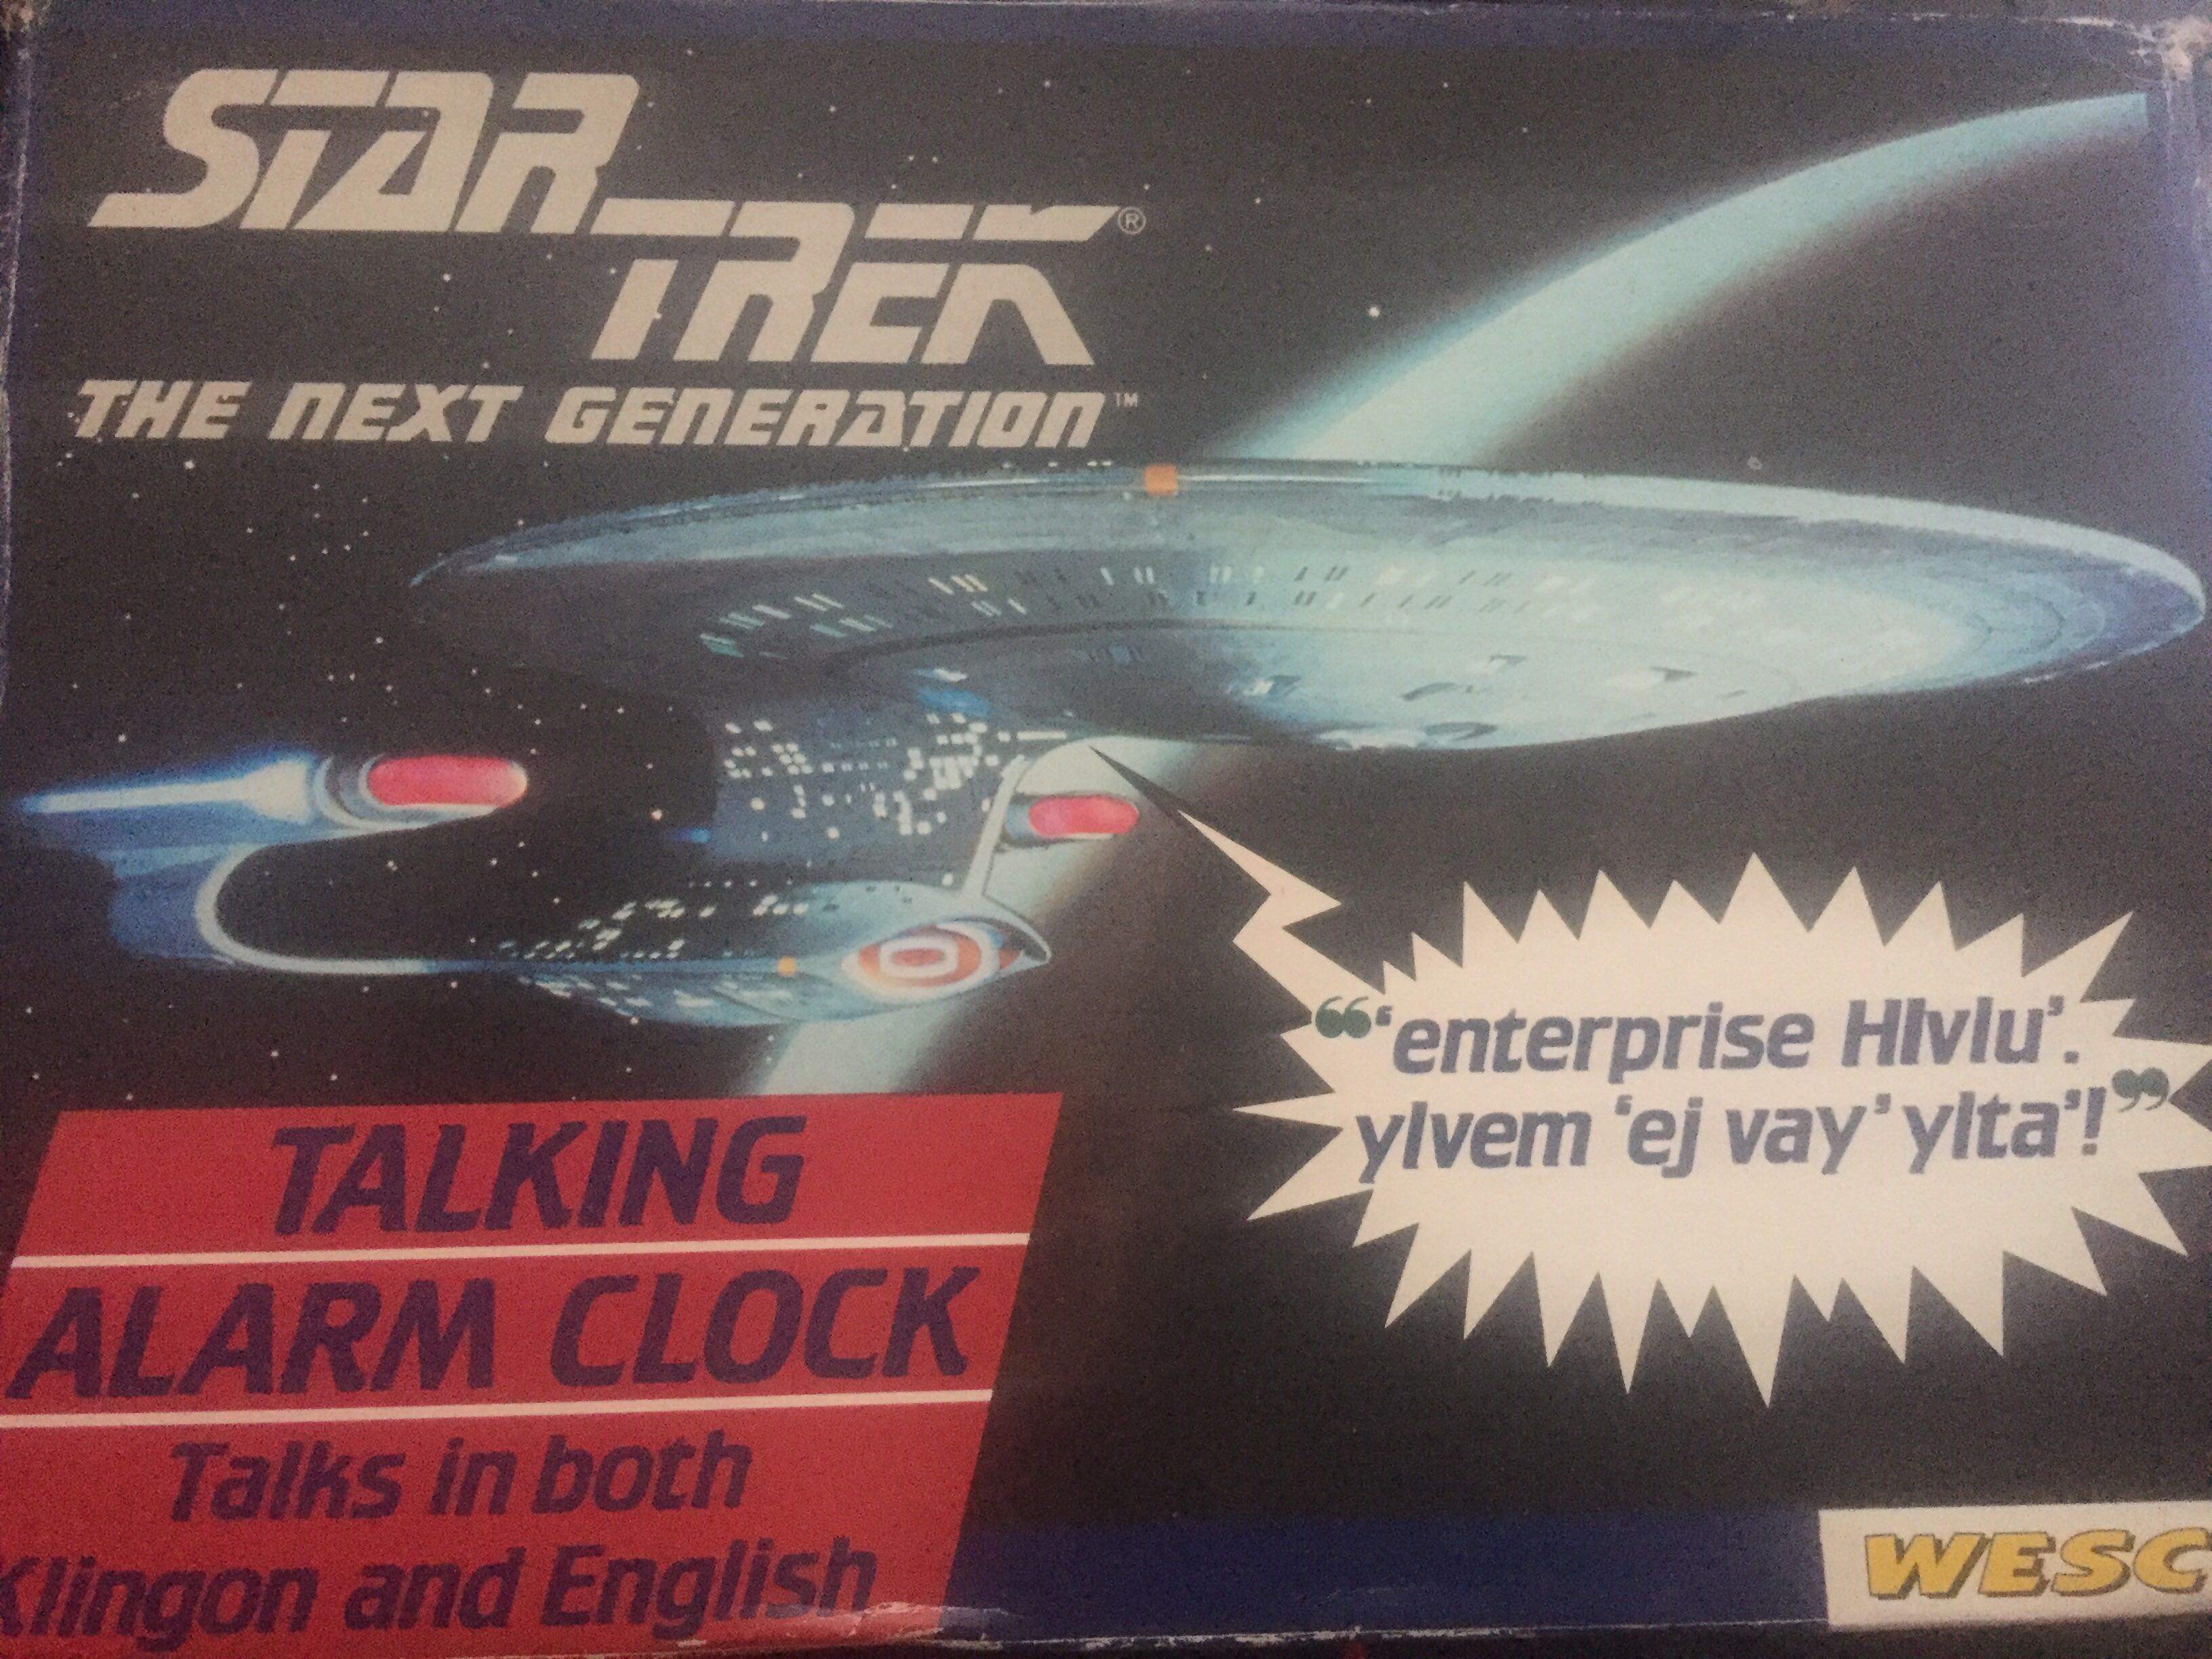 STAR
TREK®
THE NEXT GENERATION™
“‘enterprise HIvIu’.
yIvem ‘ej vay’ yIta’!”
TALKING
ALARM CLOCK
Talks in both
Klingon and English
WESC